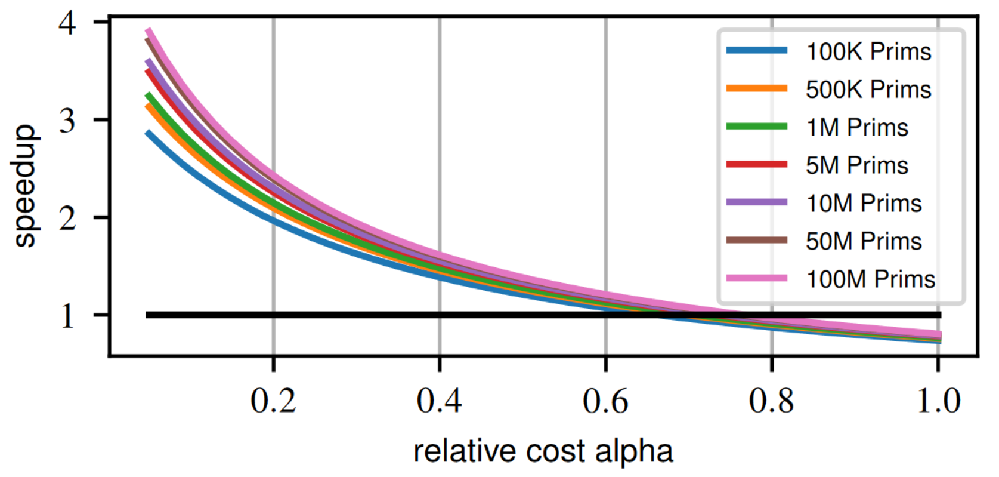 4
3
2
1
speedup
100K Prims
500K Prims
1M Prims
5M Prims
10M Prims
50M Prims
100M Prims
0.2 0.4 0.6 0.8 1.0
relative cost alpha